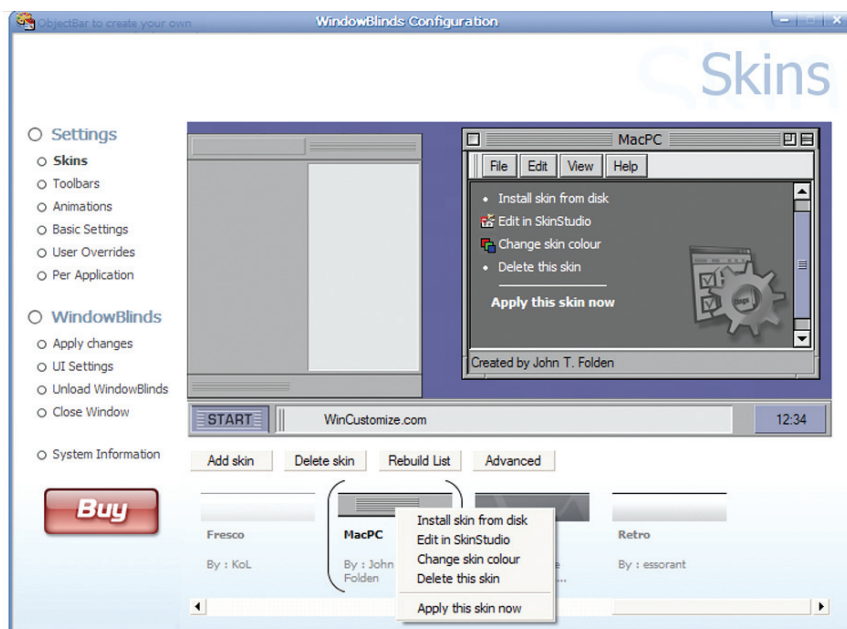 ObjectBar to create your own
WindowBlinds Configuration
Skins
Settings
Skins
Toolbars
Animations
Basic Settings
User Overrides
Per Application
WindowBlinds
Apply changes
UI Settings
Unload WindowBlinds
Close Window
System Information
Buy
MacPC
File Edit View Help
Install skin from disk
Edit in SkinStudio
Change skin colour
Delete this skin
Apply this skin now
Created by John T. Folden
START
WinCustomize.com
12:34
Add skin
Delete skin
Rebuild List
Advanced
Fresco
By : KoL
MacPC
By : John
Folden
Retro
By : essorant
Install skin from disk
Edit in SkinStudio
Change skin colour
Delete this skin
Apply this skin now